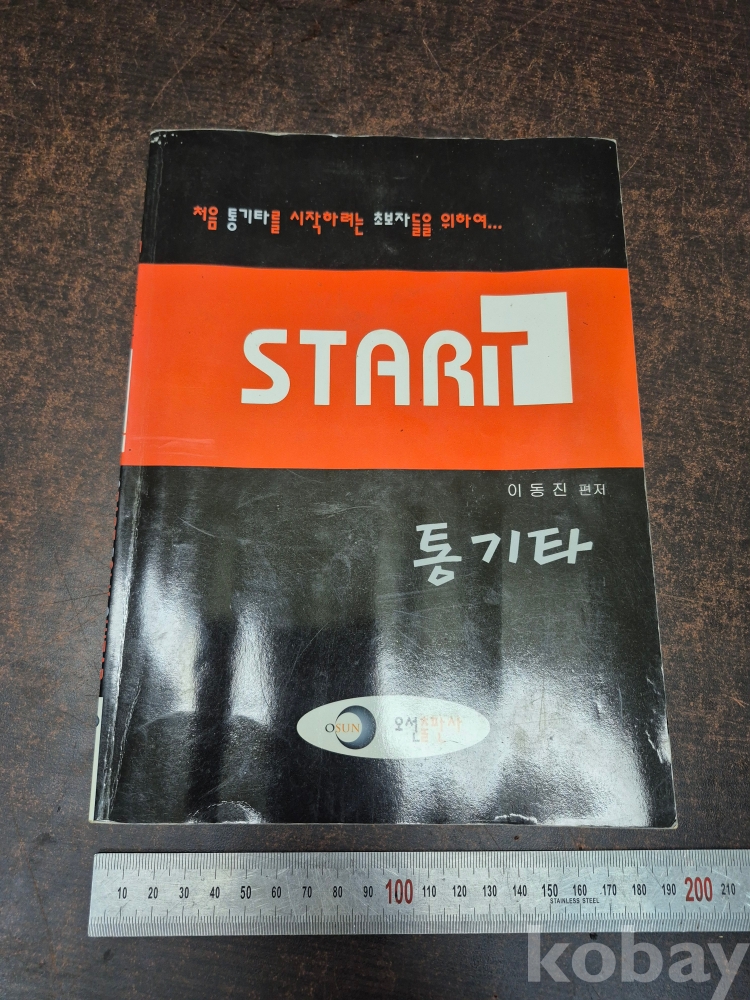 처음 통기타를 시작하려는 초보자들을 위하여...
START
이동진 편저
통기타
OSUN 오선출판사
10 20 30 40 50 60 70 80 90 100 110 120 130 140 150 160 170 180 190 200 210
STAINLESS STEEL
kobay